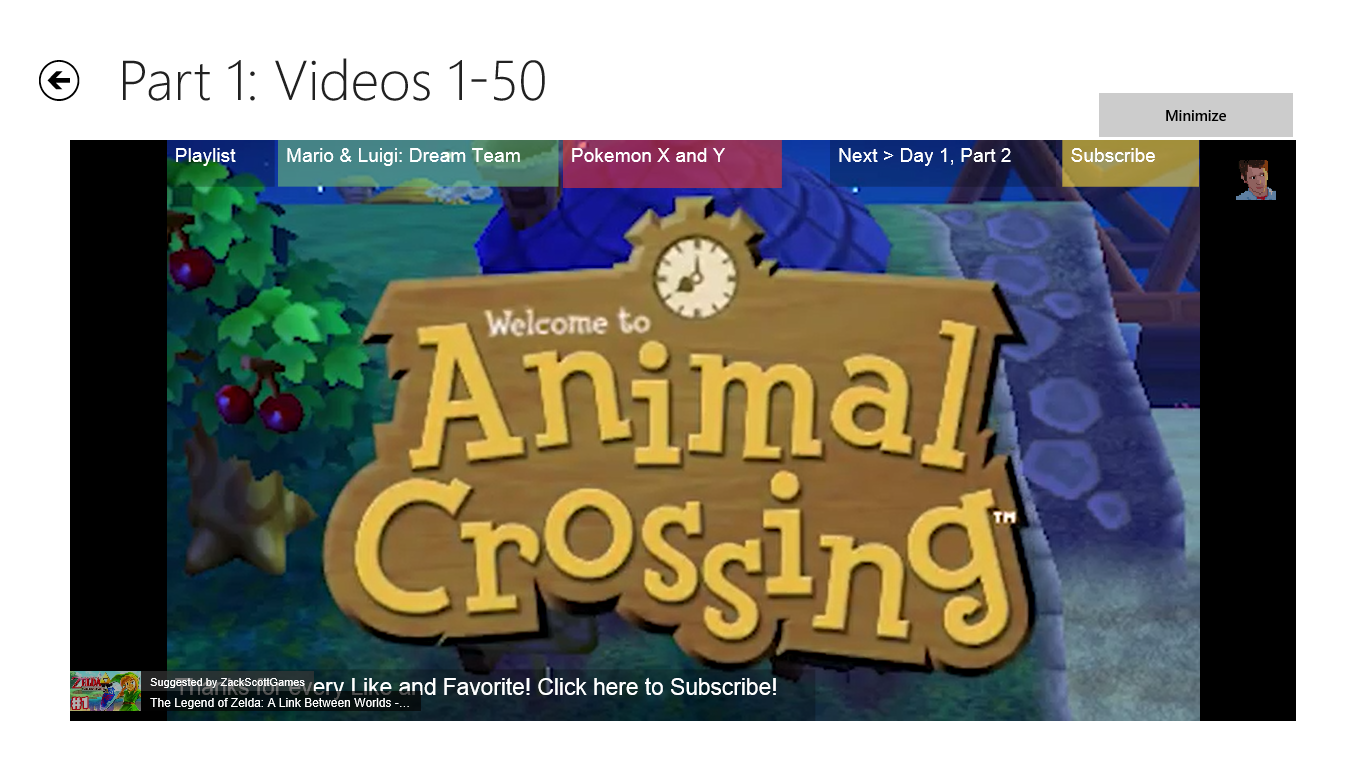 Part 1: Videos 1-50
Minimize
Playlist
Mario & Luigi: Dream Team
Pokemon X and Y
Next > Day 1, Part 2
Subscribe
Welcome to
Animal
Crossing™
Suggested by ZackScottGames
Thanks for every Like and Favorite! Click here to Subscribe!
The Legend of Zelda: A Link Between Worlds -...
ZELDA
#1